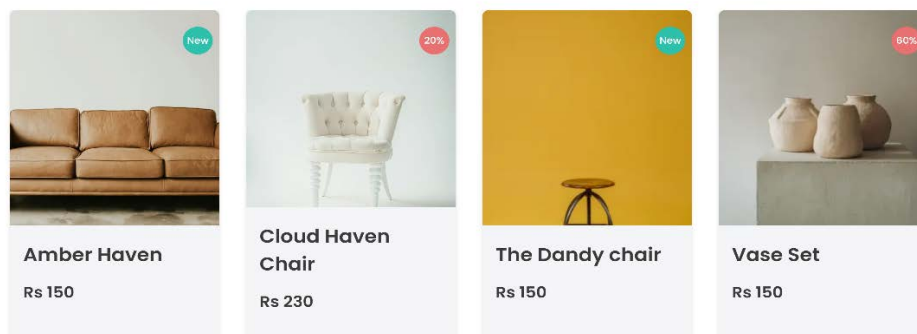 New
Amber Haven
Rs 150
20%
Cloud Haven
Chair
Rs 230
New
The Dandy chair
Rs 150
60%
Vase Set
Rs 150